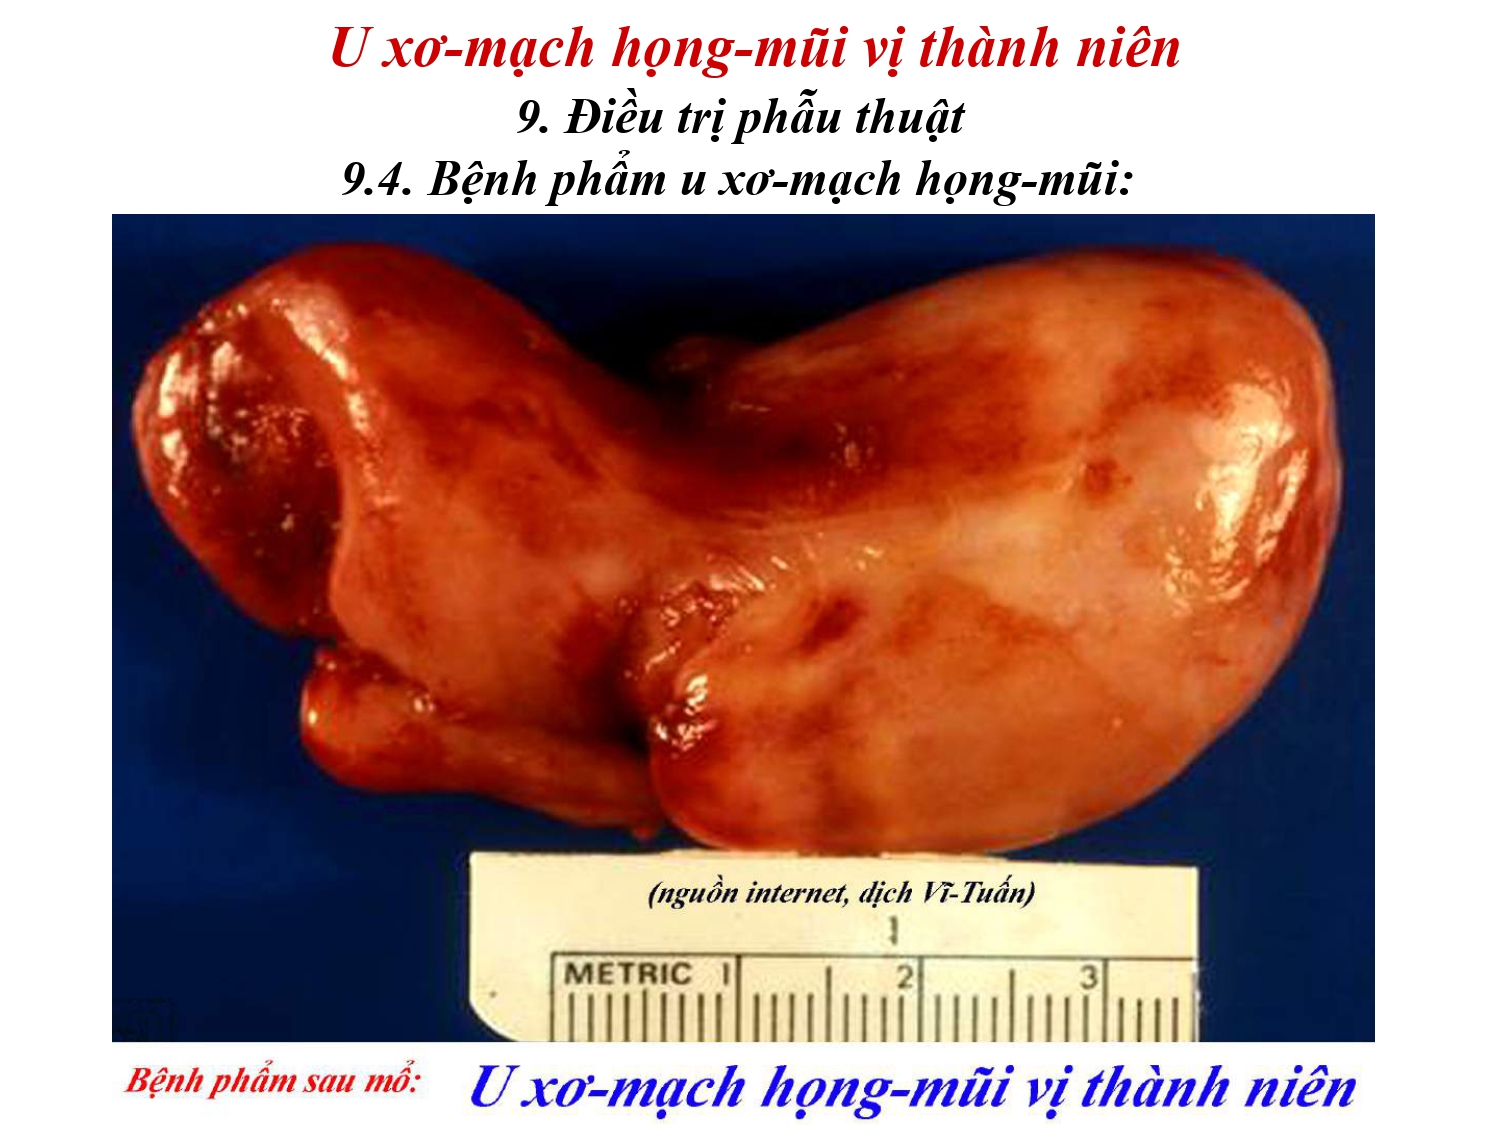 U xơ-mạch họng-mũi vị thành niên
9. Điều trị phẫu thuật
9.4. Bệnh phẩm u xơ-mạch họng-mũi:
(nguồn internet, dịch Vĩ-Tuấn)
1
METRIC 1 2 3
Bệnh phẩm sau mổ: U xơ-mạch họng-mũi vị thành niên